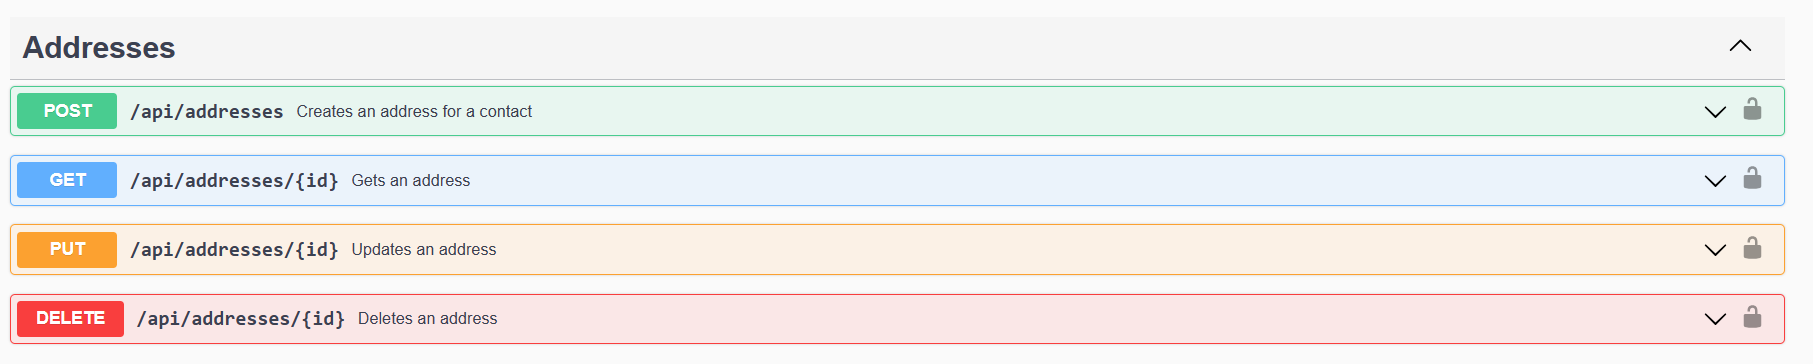 Addresses
POST /api/addresses Creates an address for a contact
GET /api/addresses/{id} Gets an address
PUT /api/addresses/{id} Updates an address
DELETE /api/addresses/{id} Deletes an address